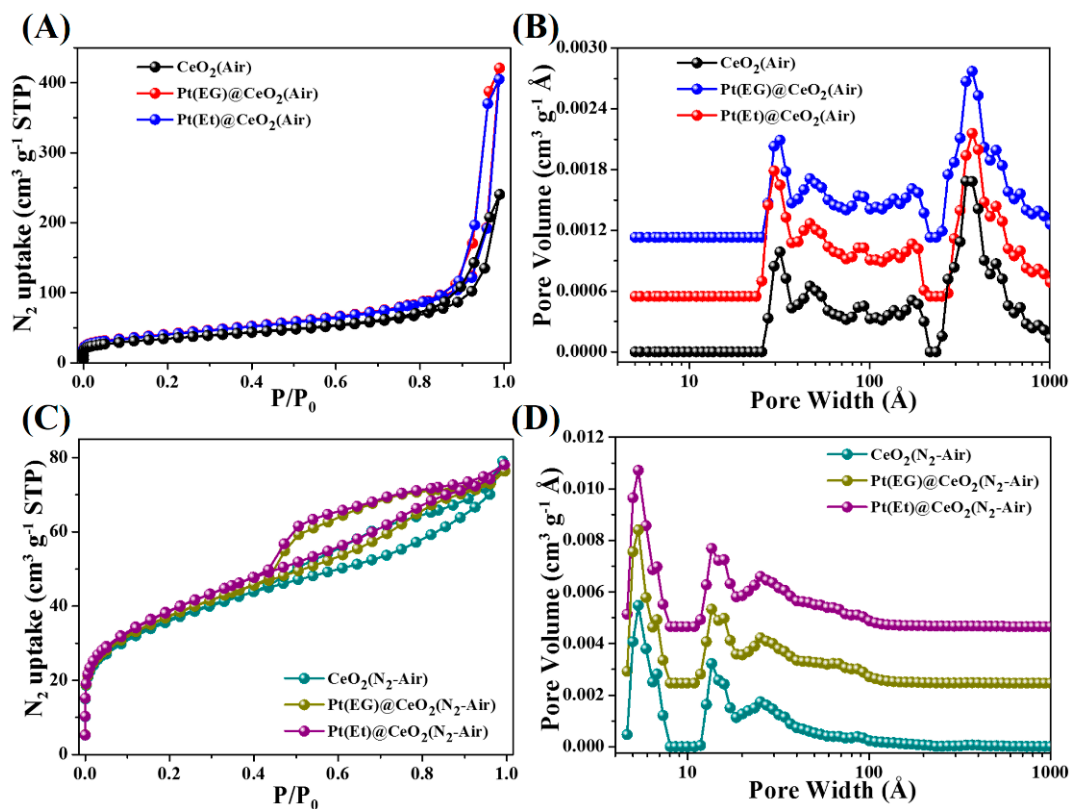 (A)
N₂ uptake (cm³ g⁻¹ STP)
400
300
200
100
0
CeO₂(Air)
Pt(EG)@CeO₂(Air)
Pt(Et)@CeO₂(Air)
0.0 0.2 0.4 0.6 0.8 1.0
P/P₀
(B)
Pore Volume (cm³ g⁻¹ Å)
0.0030
0.0024
0.0018
0.0012
0.0006
0.0000
CeO₂(Air)
Pt(EG)@CeO₂(Air)
Pt(Et)@CeO₂(Air)
10 100 1000
Pore Width (Å)
(C)
N₂ uptake (cm³ g⁻¹ STP)
80
60
40
20
0
CeO₂(N₂-Air)
Pt(EG)@CeO₂(N₂-Air)
Pt(Et)@CeO₂(N₂-Air)
0.0 0.2 0.4 0.6 0.8 1.0
P/P₀
(D)
Pore Volume (cm³ g⁻¹ Å)
0.012
0.010
0.008
0.006
0.004
0.002
0.000
CeO₂(N₂-Air)
Pt(EG)@CeO₂(N₂-Air)
Pt(Et)@CeO₂(N₂-Air)
10 100 1000
Pore Width (Å)